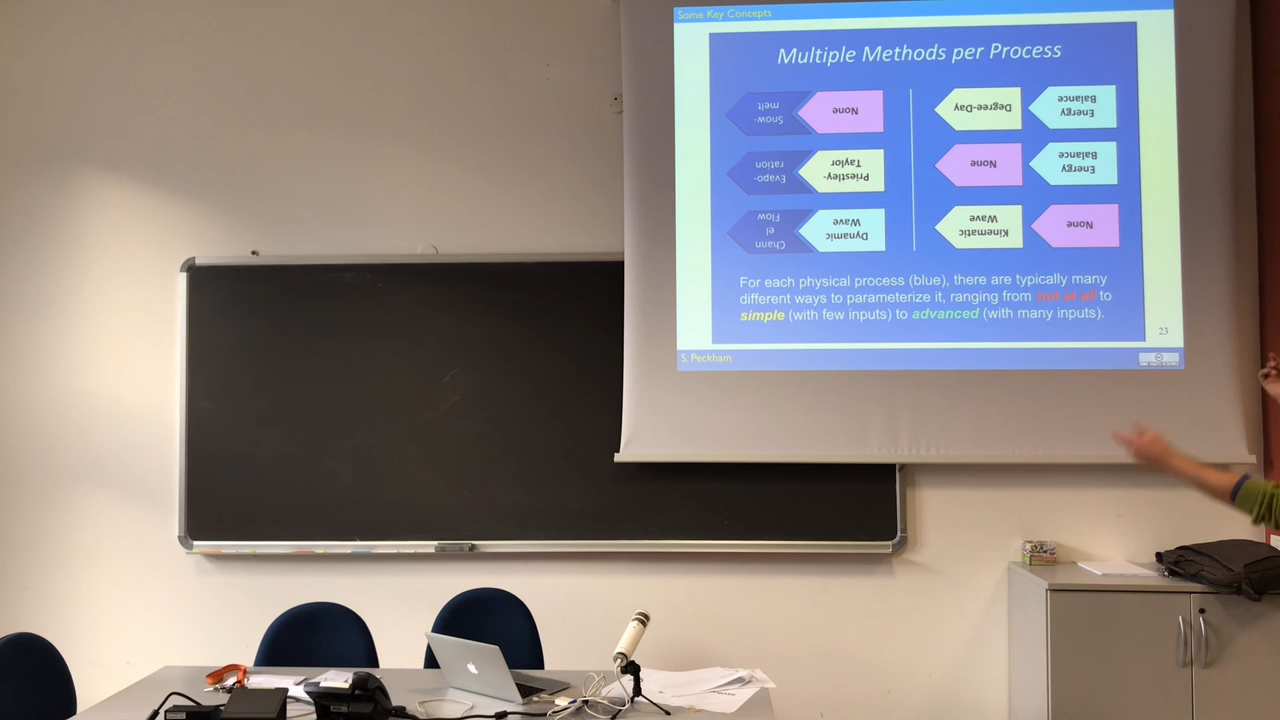 Some Key Concepts
Multiple Methods per Process
Snow-
melt
None
Degree-Day
Energy
Balance
Evapo-
ration
Priestley-
Taylor
None
Energy
Balance
Chann
el
Flow
Dynamic
Wave
Kinematic
Wave
None
For each physical process (blue), there are typically many
different ways to parameterize it, ranging from not at all to
simple (with few inputs) to advanced (with many inputs).
23
S. Peckham